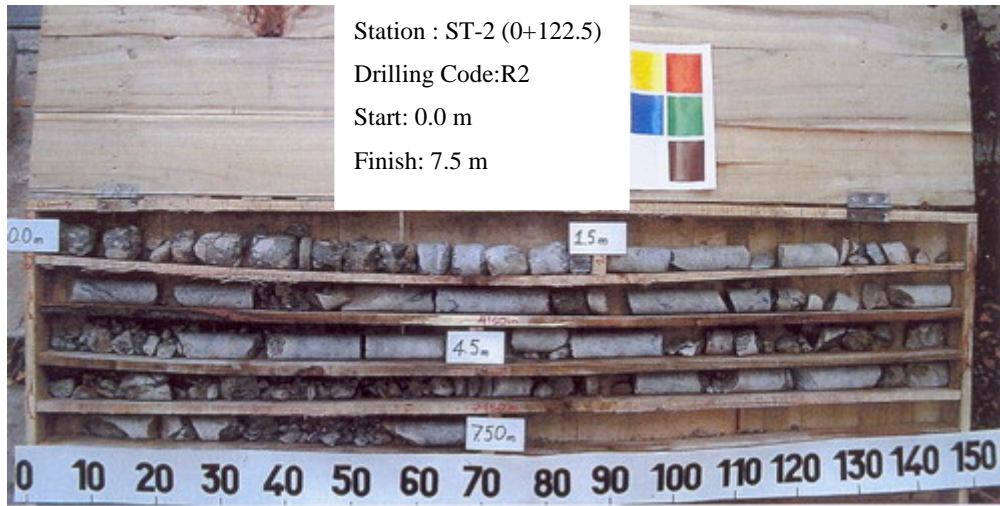 Station : ST-2 (0+122.5)
Drilling Code:R2
Start: 0.0 m
Finish: 7.5 m
0.0m
1.5m
4.5m
7.50m
0 10 20 30 40 50 60 70 80 90 100 110 120 130 140 150